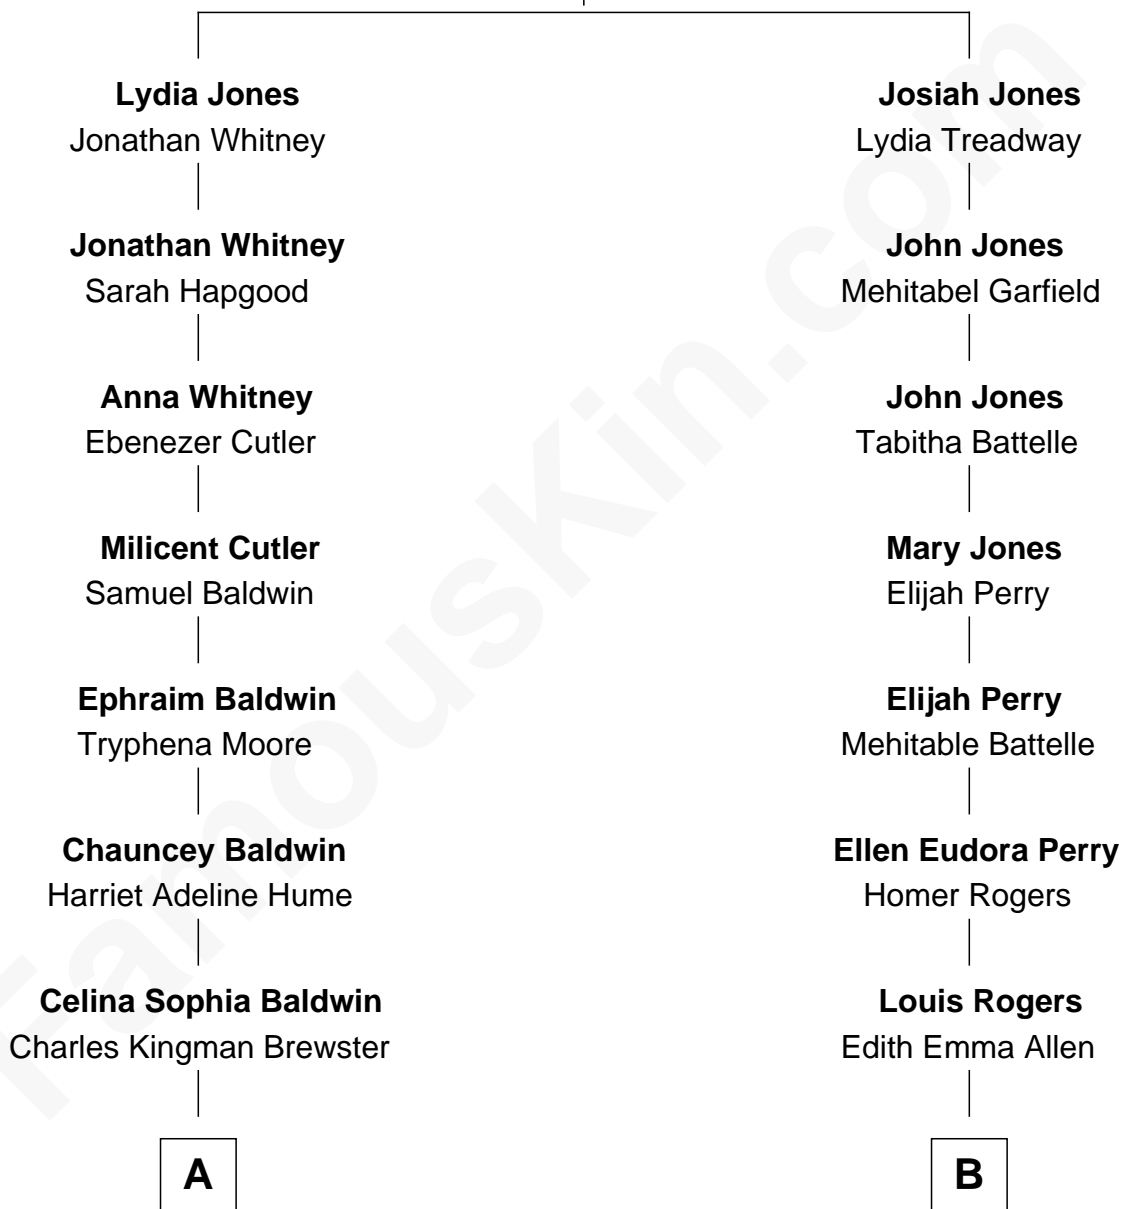 Lydia Jones
Jonathan Whitney
Jonathan Whitney
Sarah Hapgood
Anna Whitney
Ebenezer Cutler
Milicent Cutler
Samuel Baldwin
Ephraim Baldwin
Tryphena Moore
Chauncey Baldwin
Harriet Adeline Hume
Celina Sophia Baldwin
Charles Kingman Brewster
A
Josiah Jones
Lydia Treadway
John Jones
Mehitabel Garfield
John Jones
Tabitha Battelle
Mary Jones
Elijah Perry
Elijah Perry
Mehitable Battelle
Ellen Eudora Perry
Homer Rogers
Louis Rogers
Edith Emma Allen
B
FamousKin.com